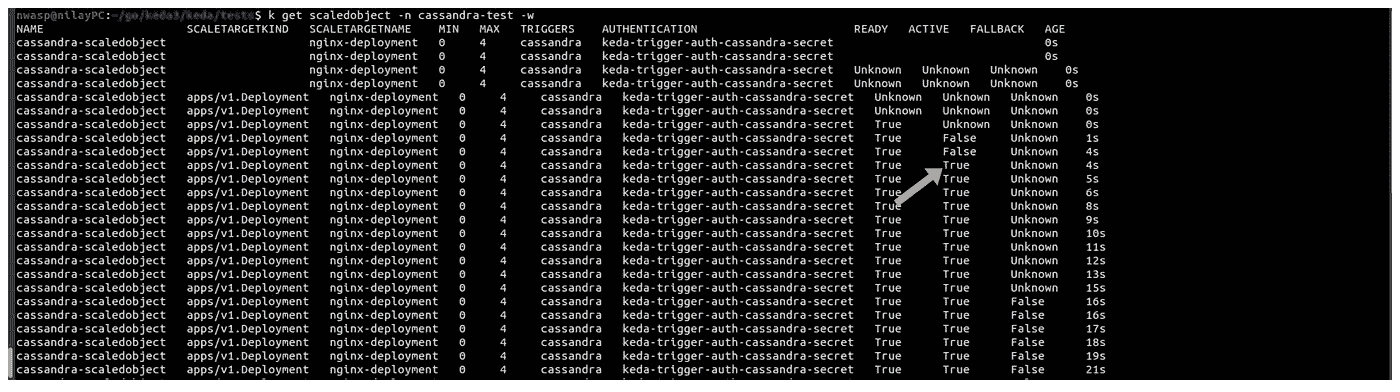 nwasp@nilayPC:~/go/keda3/keda/tests$ k get scaledobject -n cassandra-test -w
NAME SCALETARGETKIND SCALETARGETNAME MIN MAX TRIGGERS AUTHENTICATION READY ACTIVE FALLBACK AGE
cassandra-scaledobject nginx-deployment 0 4 cassandra keda-trigger-auth-cassandra-secret 0s
cassandra-scaledobject nginx-deployment 0 4 cassandra keda-trigger-auth-cassandra-secret 0s
cassandra-scaledobject nginx-deployment 0 4 cassandra keda-trigger-auth-cassandra-secret Unknown Unknown Unknown 0s
cassandra-scaledobject nginx-deployment 0 4 cassandra keda-trigger-auth-cassandra-secret Unknown Unknown Unknown 0s
cassandra-scaledobject apps/v1.Deployment nginx-deployment 0 4 cassandra keda-trigger-auth-cassandra-secret Unknown Unknown Unknown 0s
cassandra-scaledobject apps/v1.Deployment nginx-deployment 0 4 cassandra keda-trigger-auth-cassandra-secret Unknown Unknown Unknown 0s
cassandra-scaledobject apps/v1.Deployment nginx-deployment 0 4 cassandra keda-trigger-auth-cassandra-secret True Unknown Unknown 0s
cassandra-scaledobject apps/v1.Deployment nginx-deployment 0 4 cassandra keda-trigger-auth-cassandra-secret True False Unknown 1s
cassandra-scaledobject apps/v1.Deployment nginx-deployment 0 4 cassandra keda-trigger-auth-cassandra-secret True False Unknown 4s
cassandra-scaledobject apps/v1.Deployment nginx-deployment 0 4 cassandra keda-trigger-auth-cassandra-secret True True Unknown 4s
cassandra-scaledobject apps/v1.Deployment nginx-deployment 0 4 cassandra keda-trigger-auth-cassandra-secret True True Unknown 5s
cassandra-scaledobject apps/v1.Deployment nginx-deployment 0 4 cassandra keda-trigger-auth-cassandra-secret True True Unknown 6s
cassandra-scaledobject apps/v1.Deployment nginx-deployment 0 4 cassandra keda-trigger-auth-cassandra-secret True True Unknown 8s
cassandra-scaledobject apps/v1.Deployment nginx-deployment 0 4 cassandra keda-trigger-auth-cassandra-secret True True Unknown 9s
cassandra-scaledobject apps/v1.Deployment nginx-deployment 0 4 cassandra keda-trigger-auth-cassandra-secret True True Unknown 10s
cassandra-scaledobject apps/v1.Deployment nginx-deployment 0 4 cassandra keda-trigger-auth-cassandra-secret True True Unknown 11s
cassandra-scaledobject apps/v1.Deployment nginx-deployment 0 4 cassandra keda-trigger-auth-cassandra-secret True True Unknown 12s
cassandra-scaledobject apps/v1.Deployment nginx-deployment 0 4 cassandra keda-trigger-auth-cassandra-secret True True Unknown 13s
cassandra-scaledobject apps/v1.Deployment nginx-deployment 0 4 cassandra keda-trigger-auth-cassandra-secret True True Unknown 15s
cassandra-scaledobject apps/v1.Deployment nginx-deployment 0 4 cassandra keda-trigger-auth-cassandra-secret True True False 16s
cassandra-scaledobject apps/v1.Deployment nginx-deployment 0 4 cassandra keda-trigger-auth-cassandra-secret True True False 16s
cassandra-scaledobject apps/v1.Deployment nginx-deployment 0 4 cassandra keda-trigger-auth-cassandra-secret True True False 17s
cassandra-scaledobject apps/v1.Deployment nginx-deployment 0 4 cassandra keda-trigger-auth-cassandra-secret True True False 18s
cassandra-scaledobject apps/v1.Deployment nginx-deployment 0 4 cassandra keda-trigger-auth-cassandra-secret True True False 19s
cassandra-scaledobject apps/v1.Deployment nginx-deployment 0 4 cassandra keda-trigger-auth-cassandra-secret True True False 21s